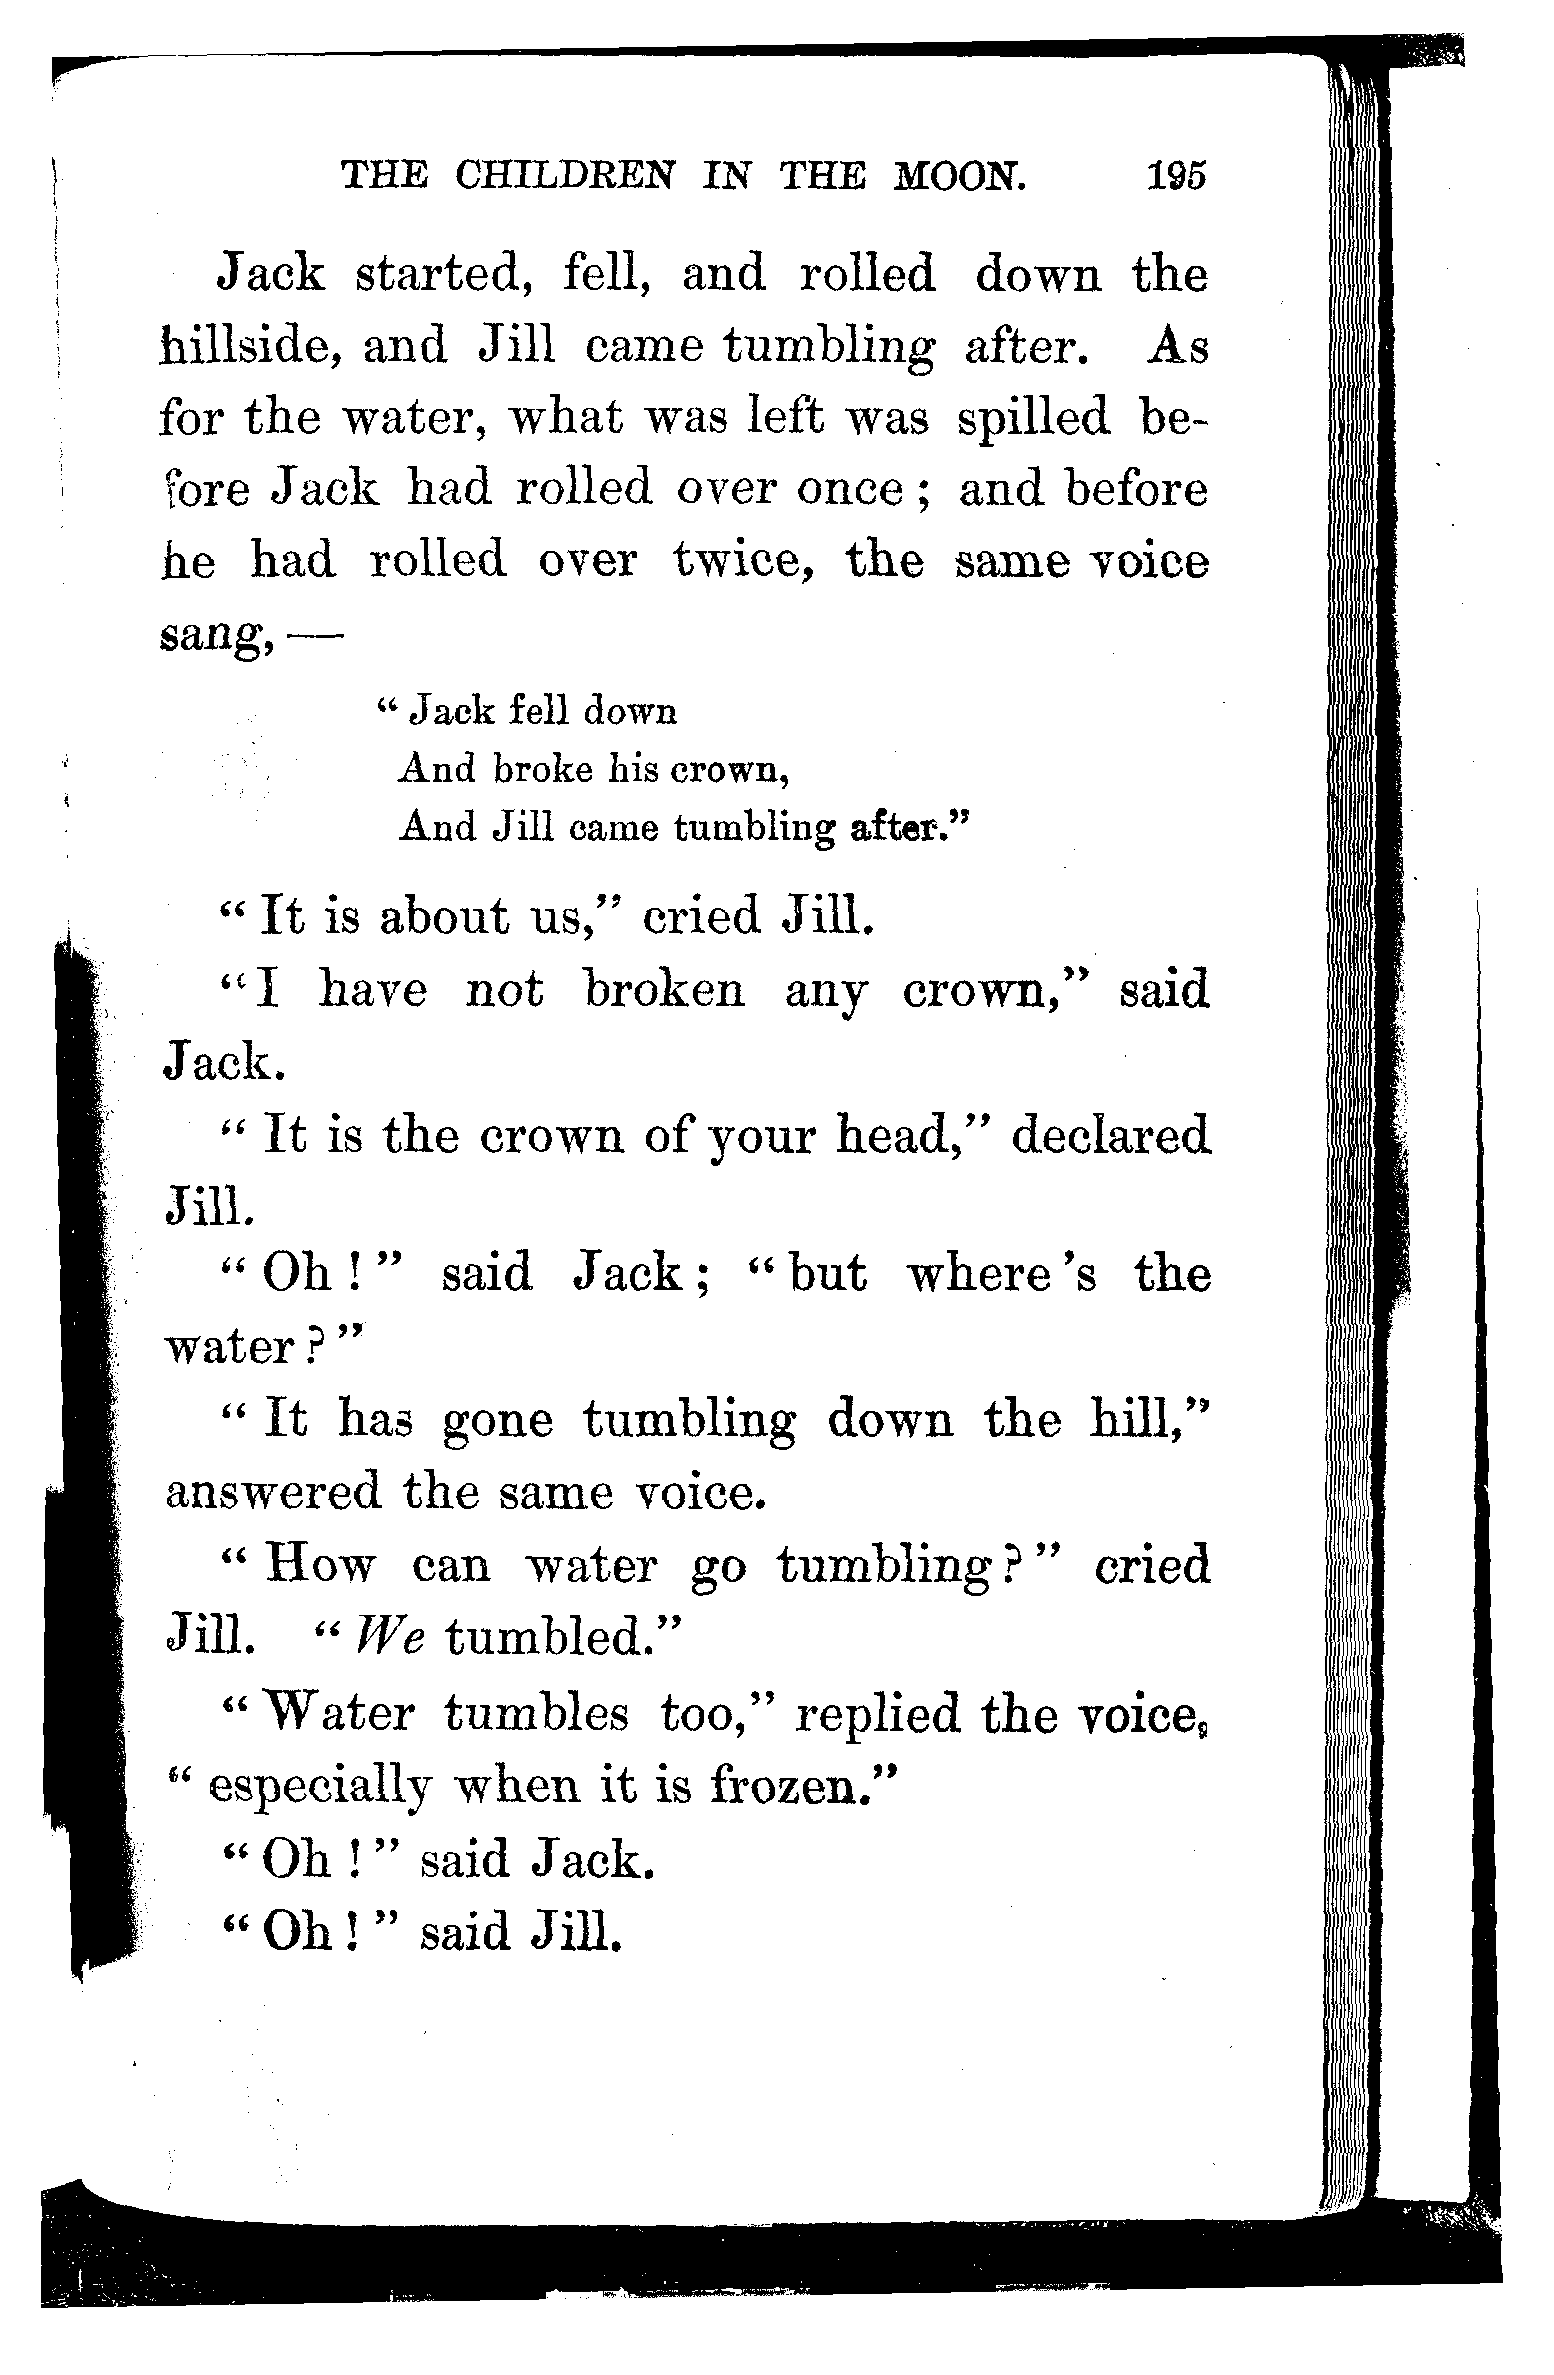 THE CHILDREN IN THE MOON. 195
Jack started, fell, and rolled down the
hillside, and Jill came tumbling after. As
for the water, what was left was spilled be-
fore Jack had rolled over once; and before
he had rolled over twice, the same voice
sang,—
“Jack fell down
And broke his crown,
And Jill came tumbling after.”
“It is about us,” cried Jill.
“I have not broken any crown,” said
Jack.
“It is the crown of your head,” declared
Jill.
“Oh!” said Jack; “but where's the
water?”
“It has gone tumbling down the hill,”
answered the same voice.
“How can water go tumbling?” cried
Jill. “We tumbled.”
“Water tumbles too,” replied the voice,
“especially when it is frozen.”
“Oh!” said Jack.
“Oh!” said Jill.